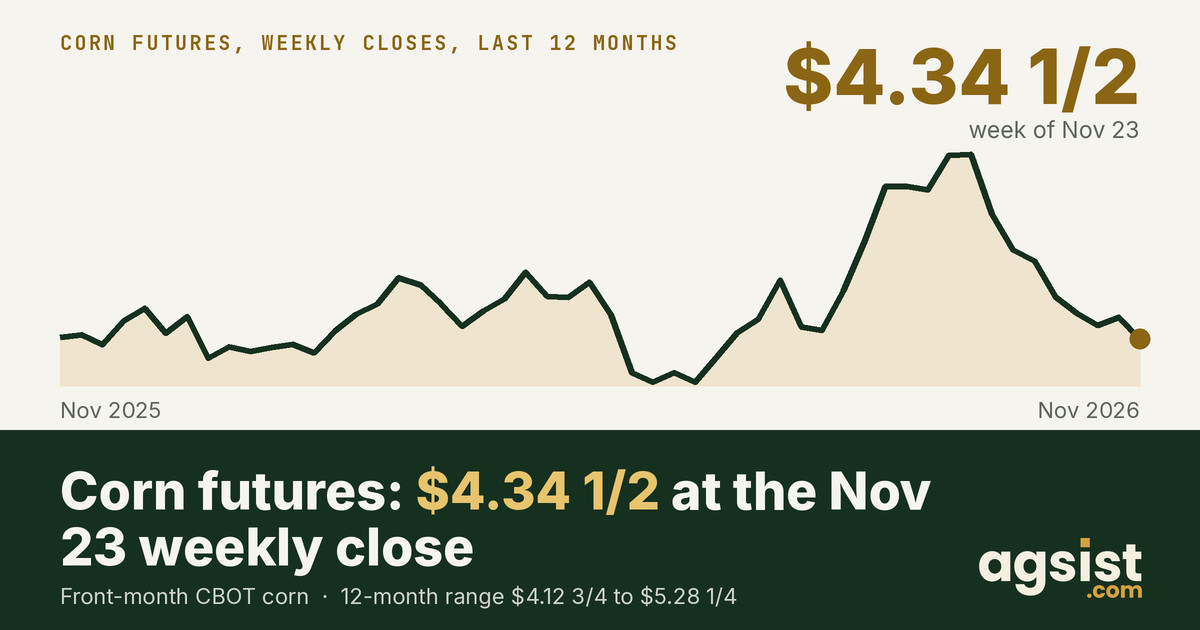 CORN FUTURES, WEEKLY CLOSES, LAST 12 MONTHS
$4.34 1/2
week of Nov 23
Nov 2025
Nov 2026
Corn futures: $4.34 1/2 at the Nov
23 weekly close
Front-month CBOT corn · 12-month range $4.12 3/4 to $5.28 1/4
agsist
.com